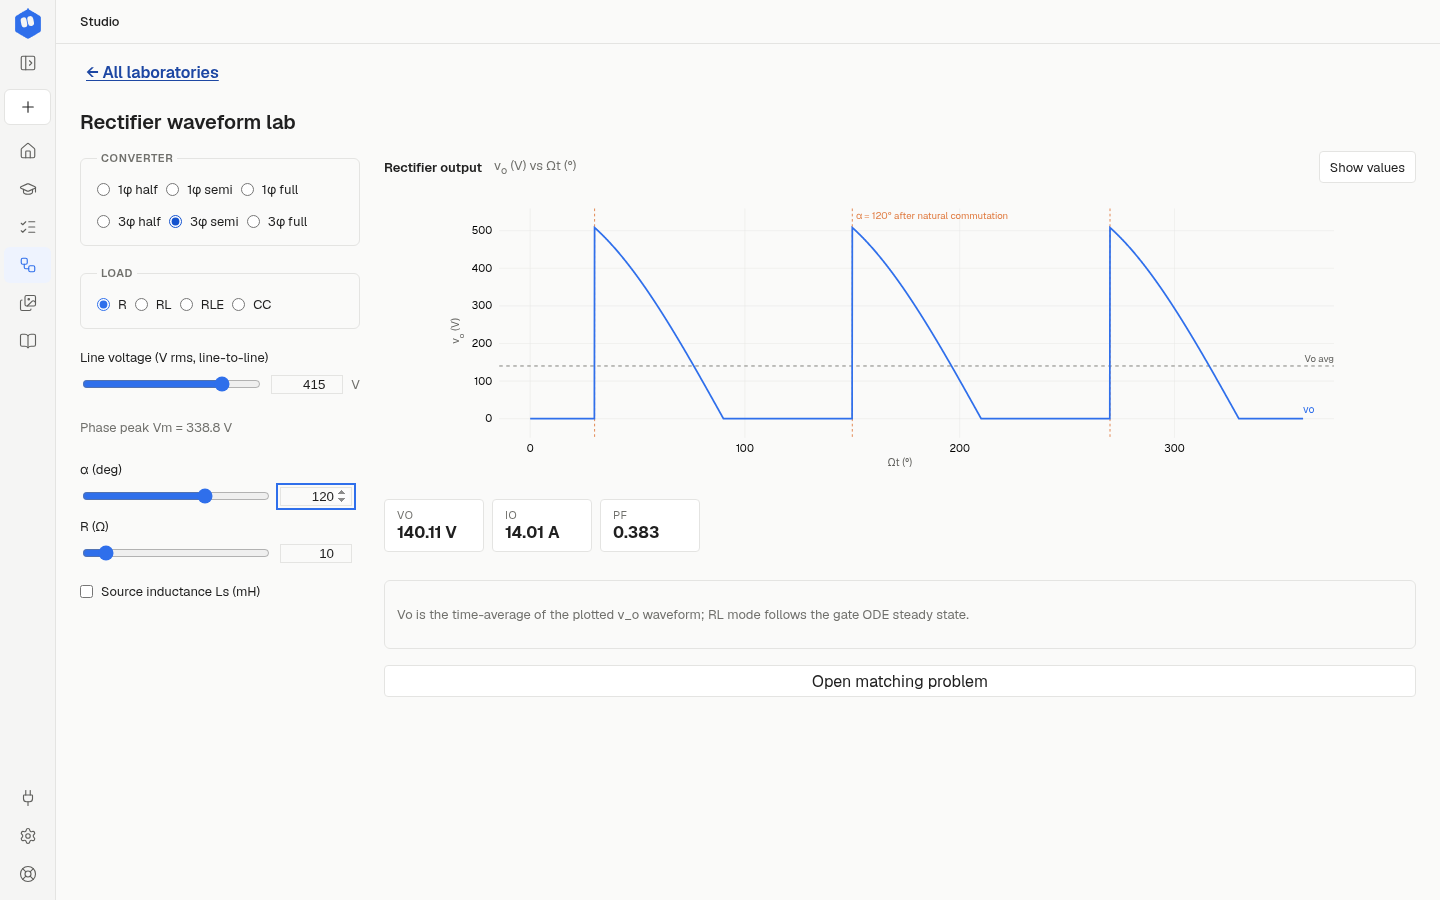 Studio
← All laboratories
Rectifier waveform lab
CONVERTER
1φ half 1φ semi 1φ full
3φ half 3φ semi 3φ full
LOAD
R RL RLE CC
Line voltage (V rms, line-to-line)
415 V
Phase peak Vm = 338.8 V
α (deg)
120
R (Ω)
10
Source inductance Ls (mH)
Rectifier output vo (V) vs Ωt (°)
Show values
α = 120° after natural commutation
500
400
300
200
100
0
vo (V)
Vo avg
vo
0 100 200 300
Ωt (°)
VO
140.11 V
IO
14.01 A
PF
0.383
Vo is the time-average of the plotted v_o waveform; RL mode follows the gate ODE steady state.
Open matching problem